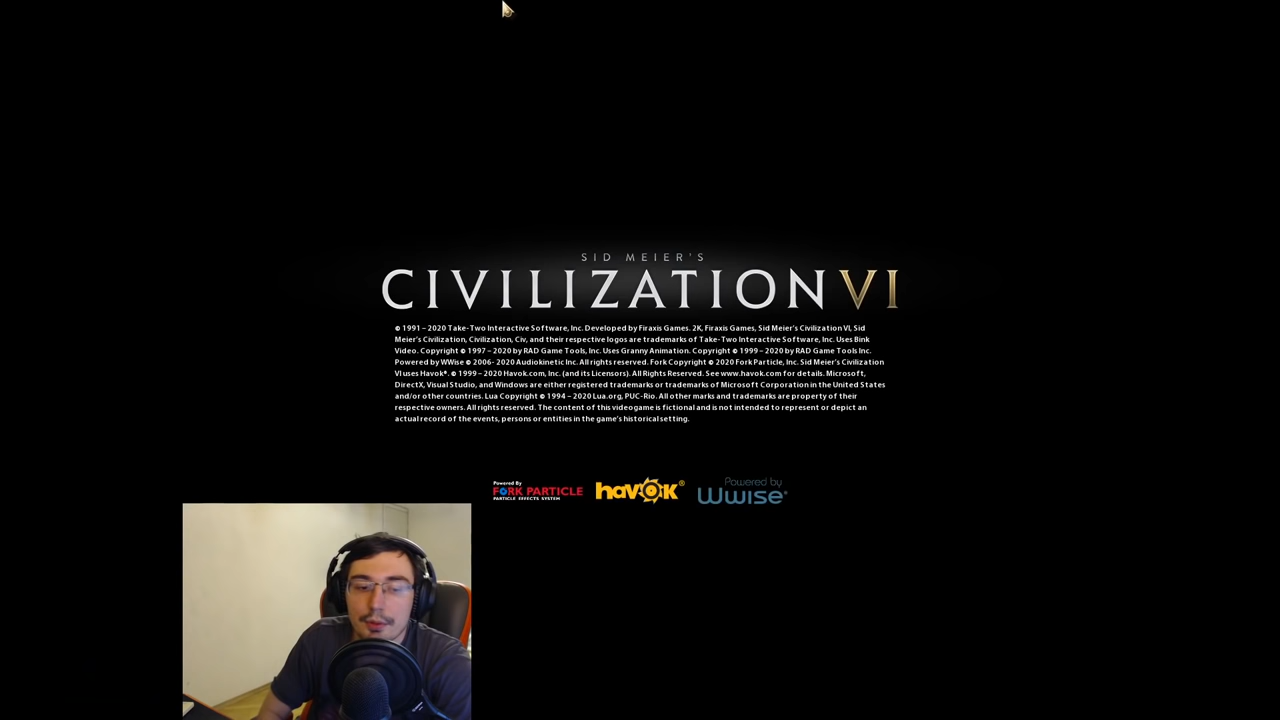 SID MEIER'S
CIVILIZATION VI
© 1991 – 2020 Take-Two Interactive Software, Inc. Developed by Firaxis Games. 2K, Firaxis Games, Sid Meier's Civilization VI, Sid
Meier's Civilization, Civilization, Civ, and their respective logos are trademarks of Take-Two Interactive Software, Inc. Uses Bink
Video. Copyright © 1997 – 2020 by RAD Game Tools, Inc. Uses Granny Animation. Copyright © 1999 – 2020 by RAD Game Tools Inc.
Powered by WWise © 2006- 2020 Audiokinetic Inc. All rights reserved. Fork Copyright © 2020 Fork Particle, Inc. Sid Meier's Civilization
VI uses Havok®. © 1999 – 2020 Havok.com, Inc. (and its Licensors). All Rights Reserved. See www.havok.com for details. Microsoft,
DirectX, Visual Studio, and Windows are either registered trademarks or trademarks of Microsoft Corporation in the United States
and/or other countries. Lua Copyright © 1994 – 2020 Lua.org, PUC-Rio. All other marks and trademarks are property of their
respective owners. All rights reserved. The content of this videogame is fictional and is not intended to represent or depict an
actual record of the events, persons or entities in the game's historical setting.
Powered By
FORK PARTICLE
PARTICLE EFFECTS SYSTEM
havok®
Powered by
Wwise®